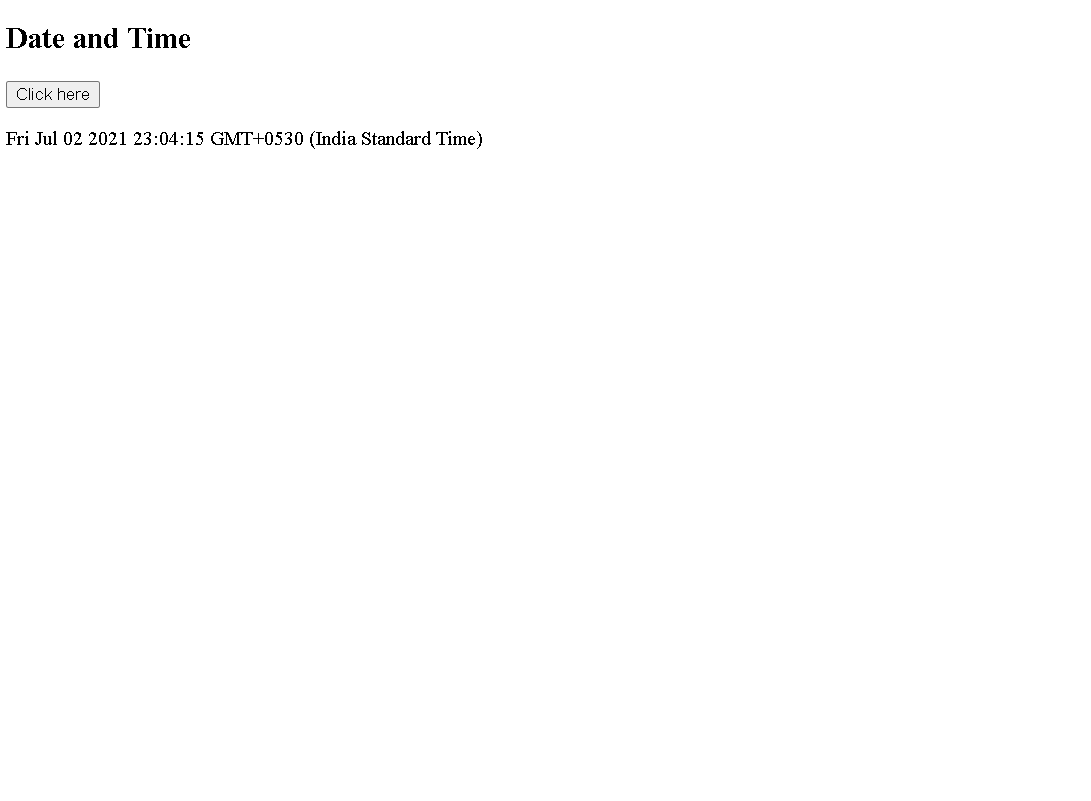 Date and Time
Click here
Fri Jul 02 2021 23:04:15 GMT+0530 (India Standard Time)